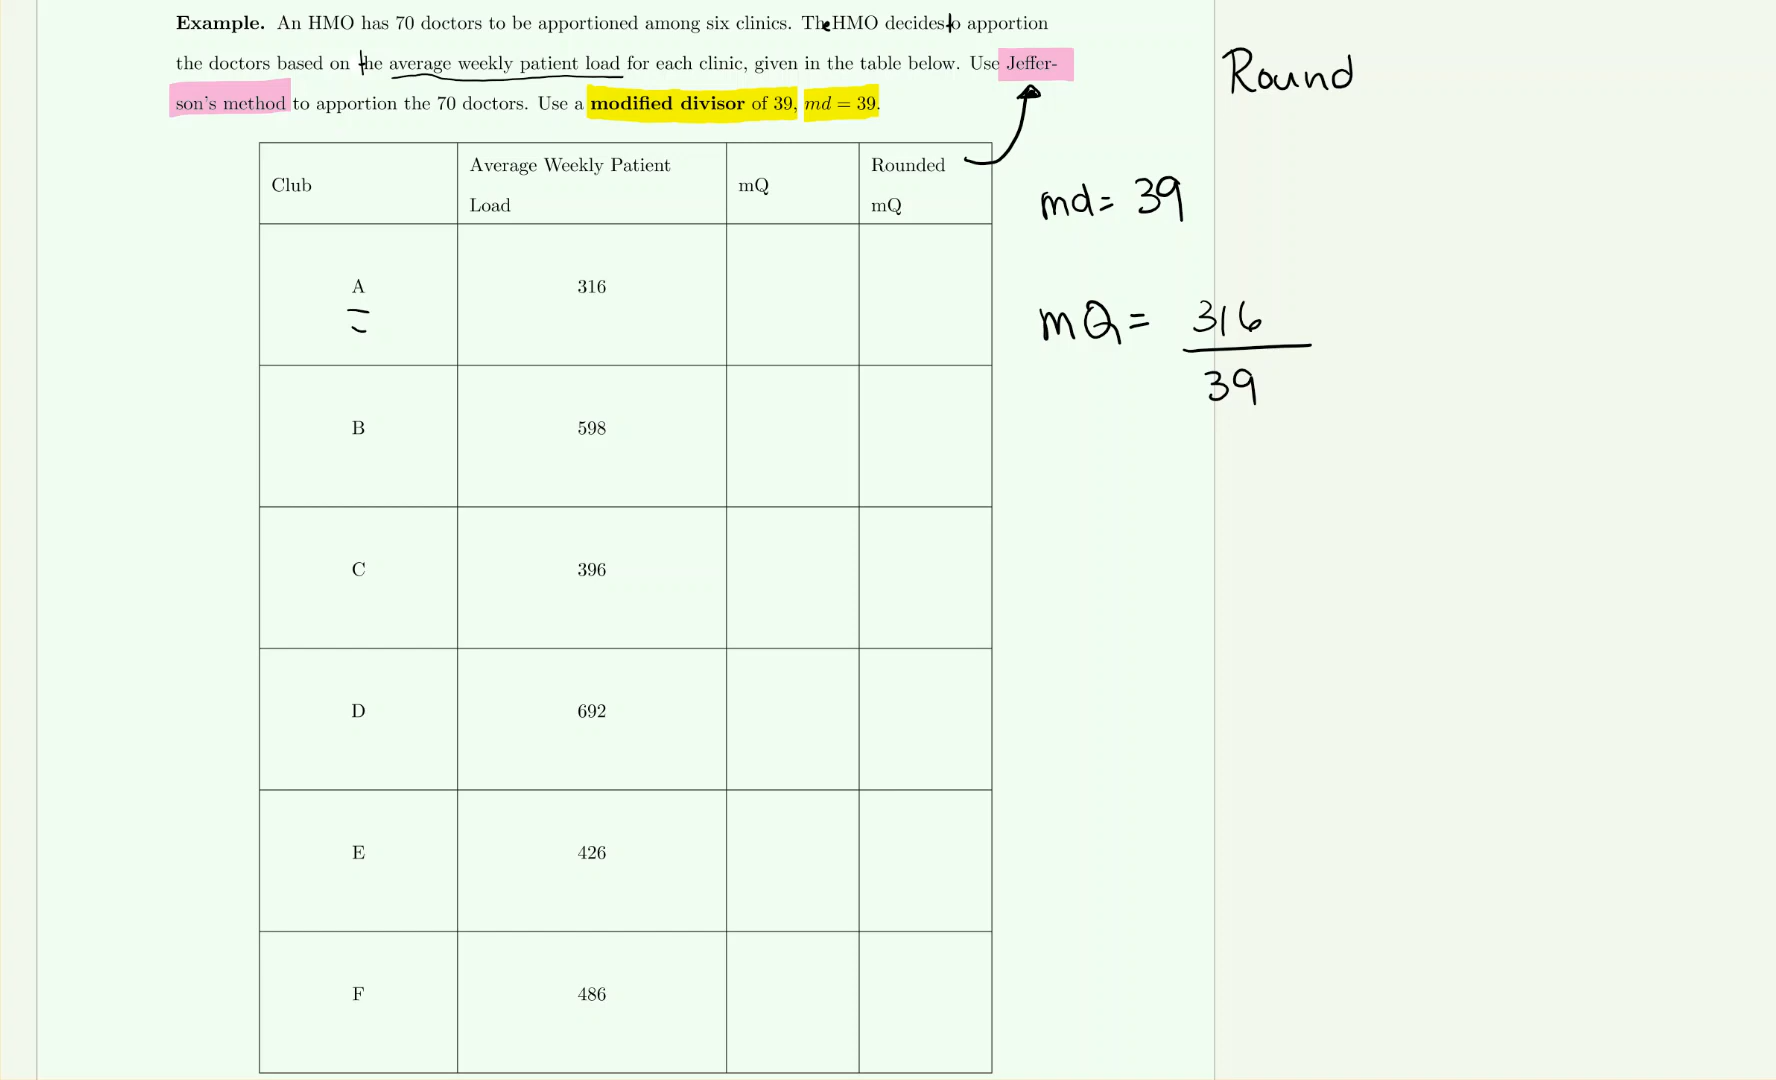 Example. An HMO has 70 doctors to be apportioned among six clinics. The HMO decides to apportion
the doctors based on the average weekly patient load for each clinic, given in the table below. Use Jeffer-
son's method to apportion the 70 doctors. Use a modified divisor of 39, md = 39.
Round
Club
Average Weekly Patient
Load
mQ
Rounded
mQ
md = 39
A
316
mQ = 316
39
B
598
C
396
D
692
E
426
F
486